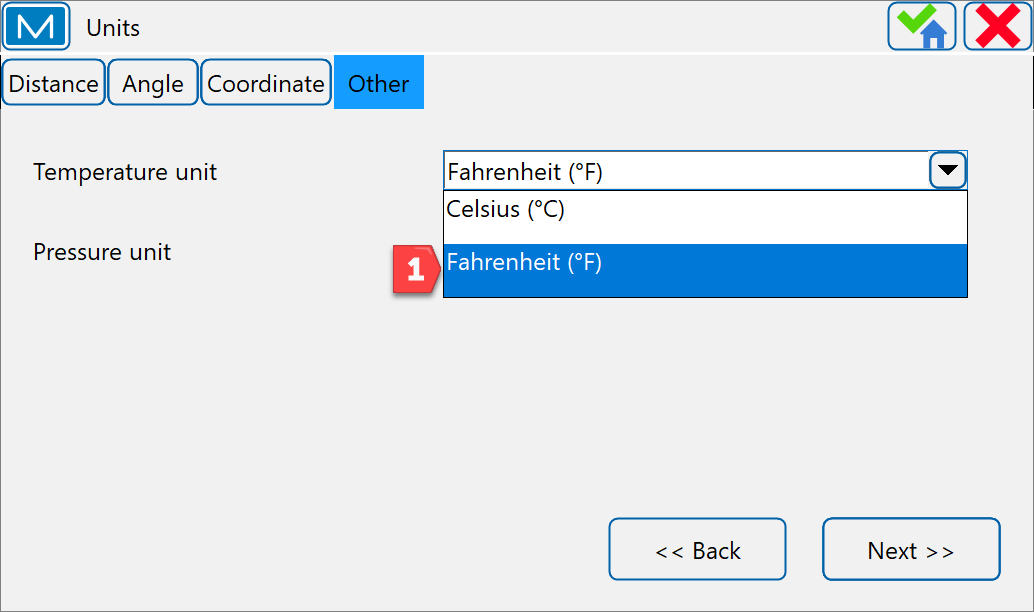 M Units
Distance Angle Coordinate Other
Temperature unit Fahrenheit (°F)
Celsius (°C)
Pressure unit
1 Fahrenheit (°F)
<< Back Next >>